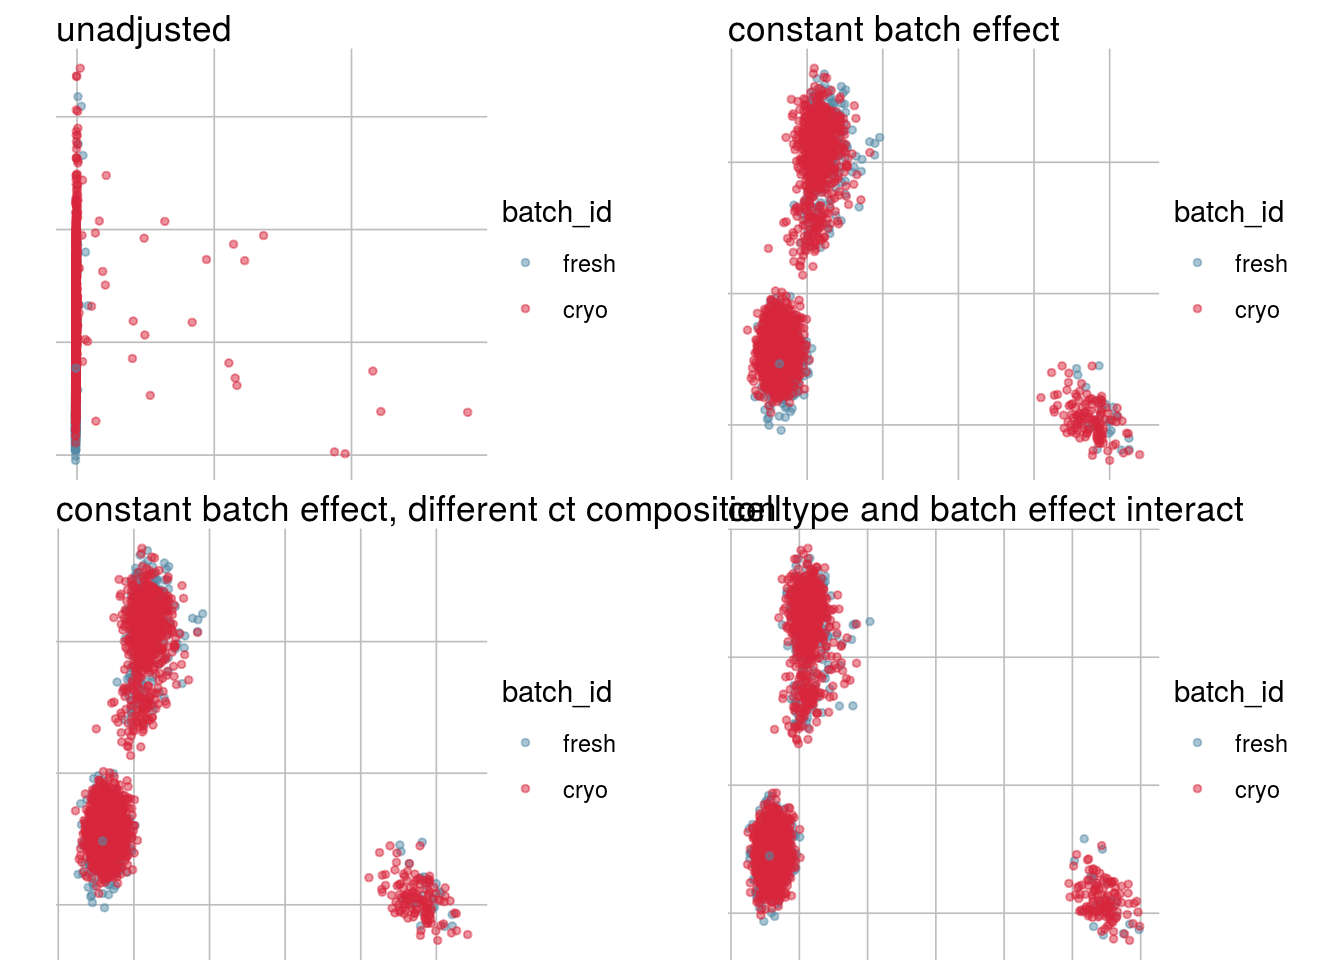 unadjusted
batch_id
fresh
cryo
constant batch effect
batch_id
fresh
cryo
constant batch effect, different ct composition
batch_id
fresh
cryo
celltype and batch effect interact
batch_id
fresh
cryo